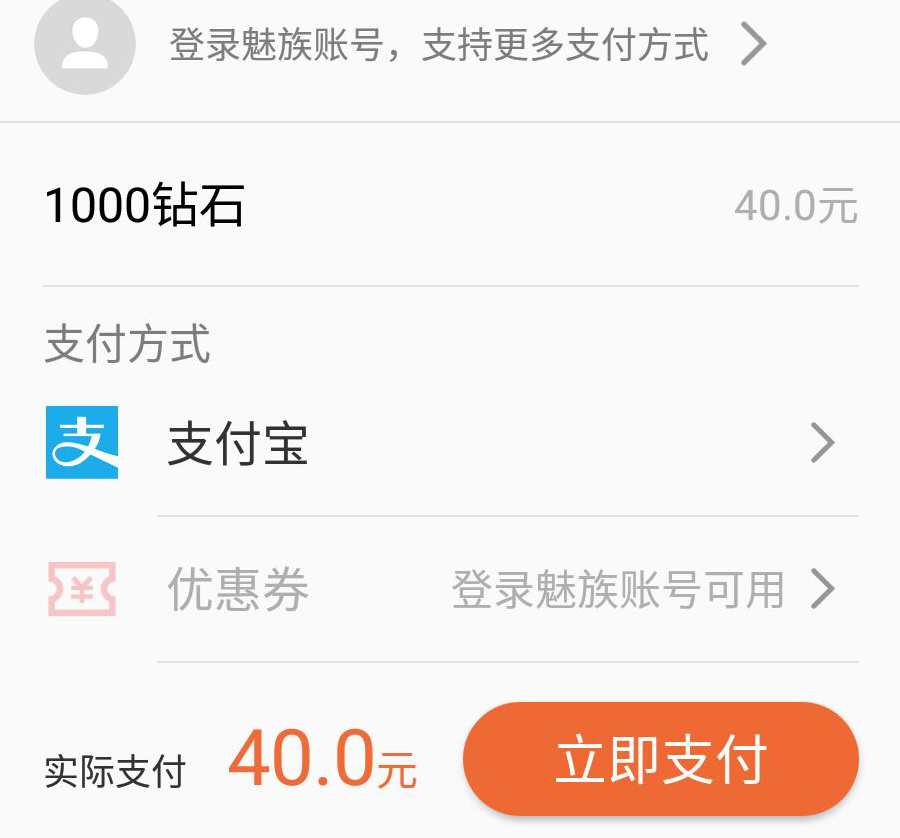 登录魅族账号，支持更多支付方式
1000钻石 40.0元
支付方式
支 支付宝
¥ 优惠券 登录魅族账号可用
实际支付 40.0元 立即支付